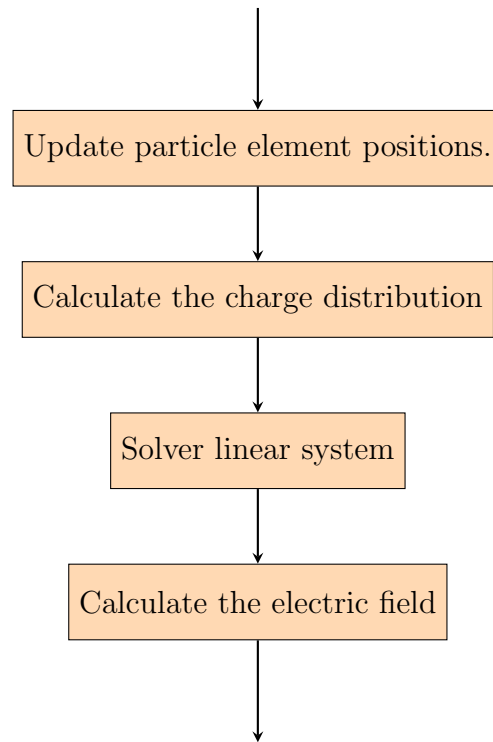 Update particle element positions.
Calculate the charge distribution
Solver linear system
Calculate the electric field